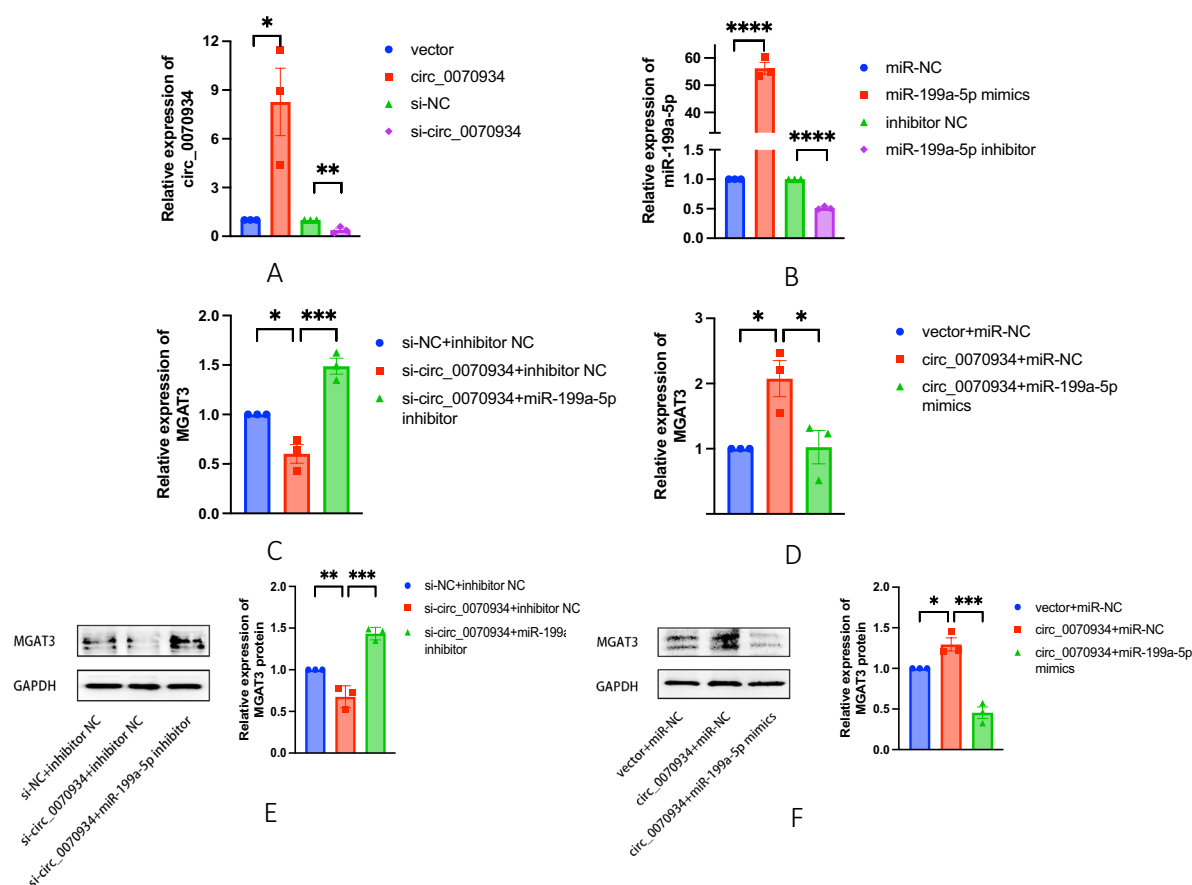 *
12
9
6
3
0
Relative expression of
circ_0070934
**
vector
circ_0070934
si-NC
si-circ_0070934
A
****
60
40
20
1.0
0.5
0.0
Relative expression of
miR-199a-5p
****
miR-NC
miR-199a-5p mimics
inhibitor NC
miR-199a-5p inhibitor
B
2.0
1.5
1.0
0.5
0.0
Relative expression of
MGAT3
*
***
si-NC+inhibitor NC
si-circ_0070934+inhibitor NC
si-circ_0070934+miR-199a-5p
inhibitor
C
3
2
1
Relative expression of
MGAT3
*
*
vector+miR-NC
circ_0070934+miR-NC
circ_0070934+miR-199a-5p
mimics
D
MGAT3
GAPDH
si-NC+inhibitor NC
si-circ_0070934+inhibitor NC
si-circ_0070934+miR-199a-5p inhibitor
2.0
1.5
1.0
0.5
0.0
Relative expression of
MGAT3 protein
**
***
si-NC+inhibitor NC
si-circ_0070934+inhibitor NC
si-circ_0070934+miR-199
inhibitor
E
MGAT3
GAPDH
vector+miR-NC
circ_0070934+miR-NC
circ_0070934+miR-199a-5p mimics
2.0
1.5
1.0
0.5
0.0
Relative expression of
MGAT3 protein
*
***
vector+miR-NC
circ_0070934+miR-NC
circ_0070934+miR-199a-5p
mimics
F